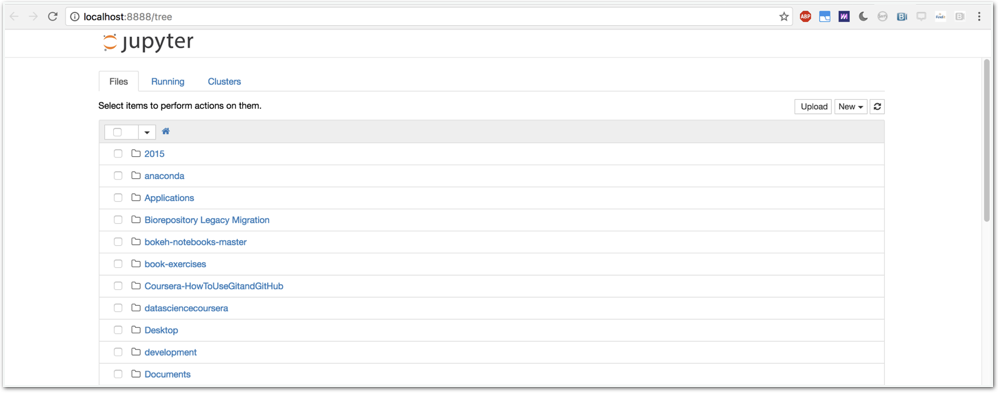 localhost:8888/tree
ABP
jupyter
Files Running Clusters
Select items to perform actions on them.
Upload New
2015
anaconda
Applications
Biorepository Legacy Migration
bokeh-notebooks-master
book-exercises
Coursera-HowToUseGitandGitHub
datasciencecoursera
Desktop
development
Documents